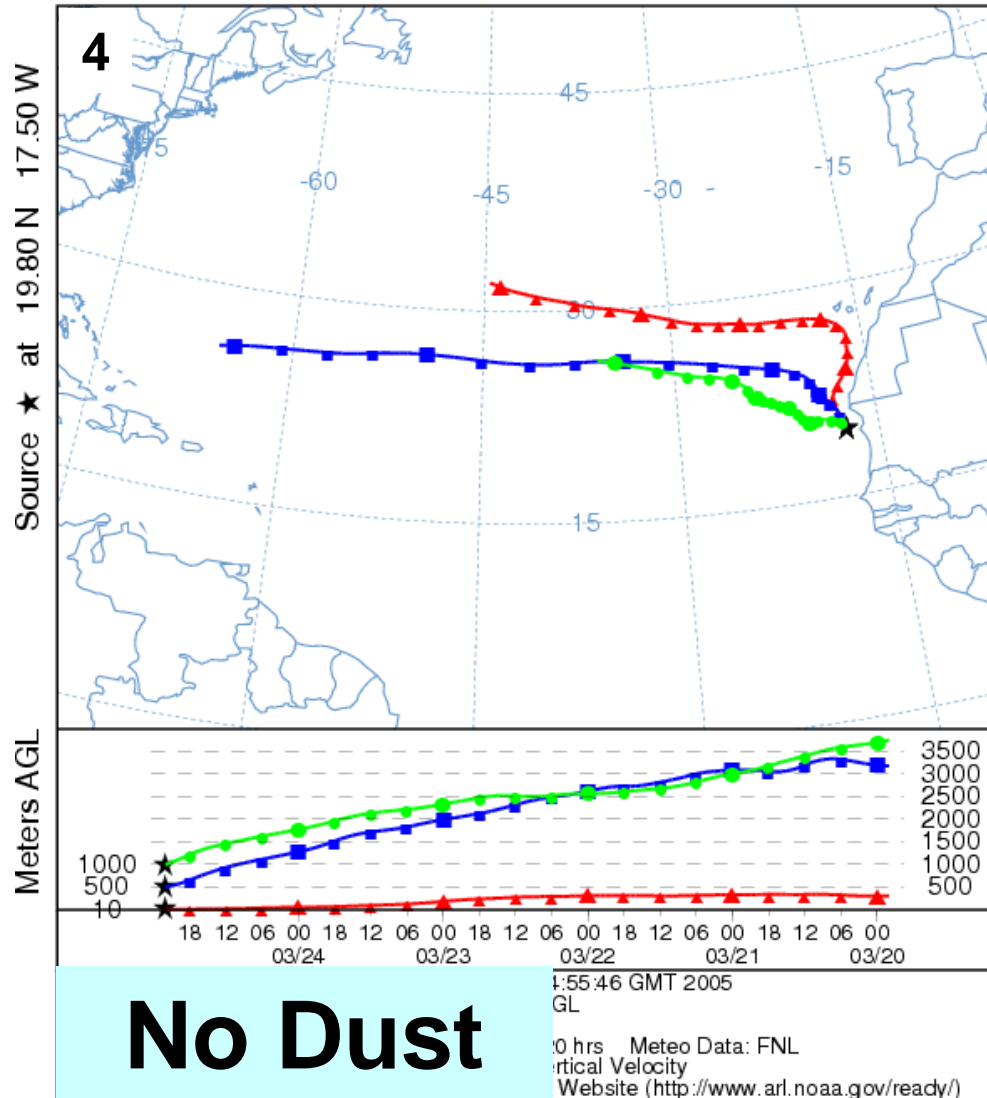 4
Source ★ at 19.80 N 17.50 W
45
-60
-45
-30
-15
30
15
Meters AGL
3500
3000
2500
2000
1500
1000 1000
500 500
10
18 12 06 00 18 12 06 00 18 12 06 00 18 12 06 00 18 12 06 00
03/24 03/23 03/22 03/21 03/20
4:55:46 GMT 2005
GL
No Dust
20 hrs Meteo Data: FNL
ertical Velocity
Website (http://www.arl.noaa.gov/ready/)